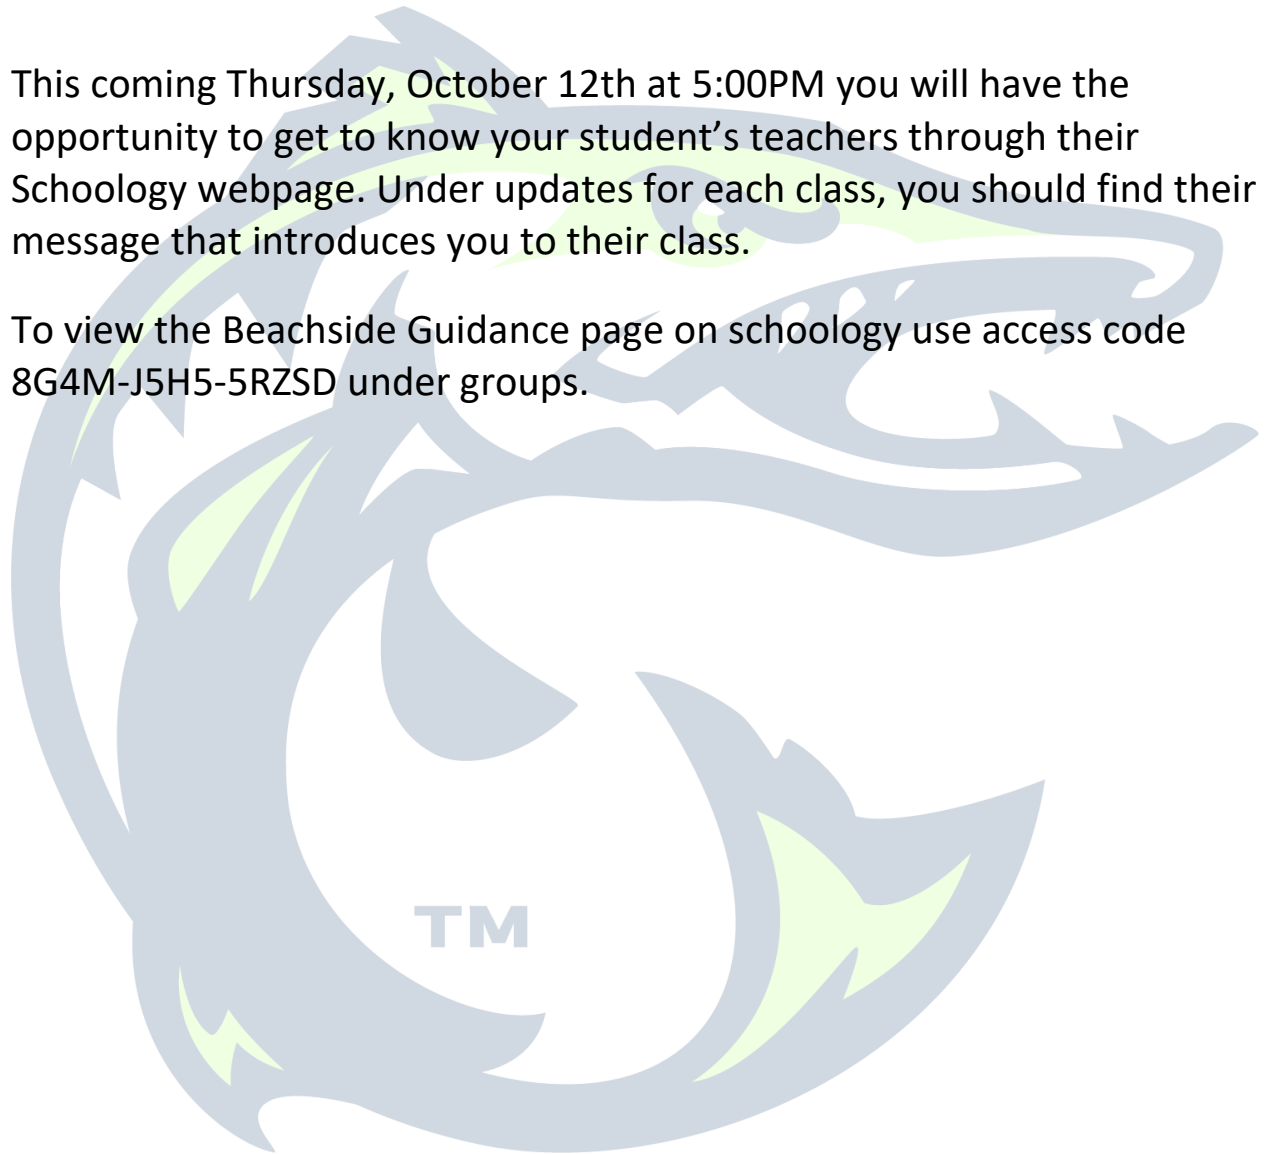 This coming Thursday, October 12th at 5:00PM you will have the
opportunity to get to know your student’s teachers through their
Schoology webpage. Under updates for each class, you should find their
message that introduces you to their class.
To view the Beachside Guidance page on schoology use access code
8G4M-J5H5-5RZSD under groups.
TM